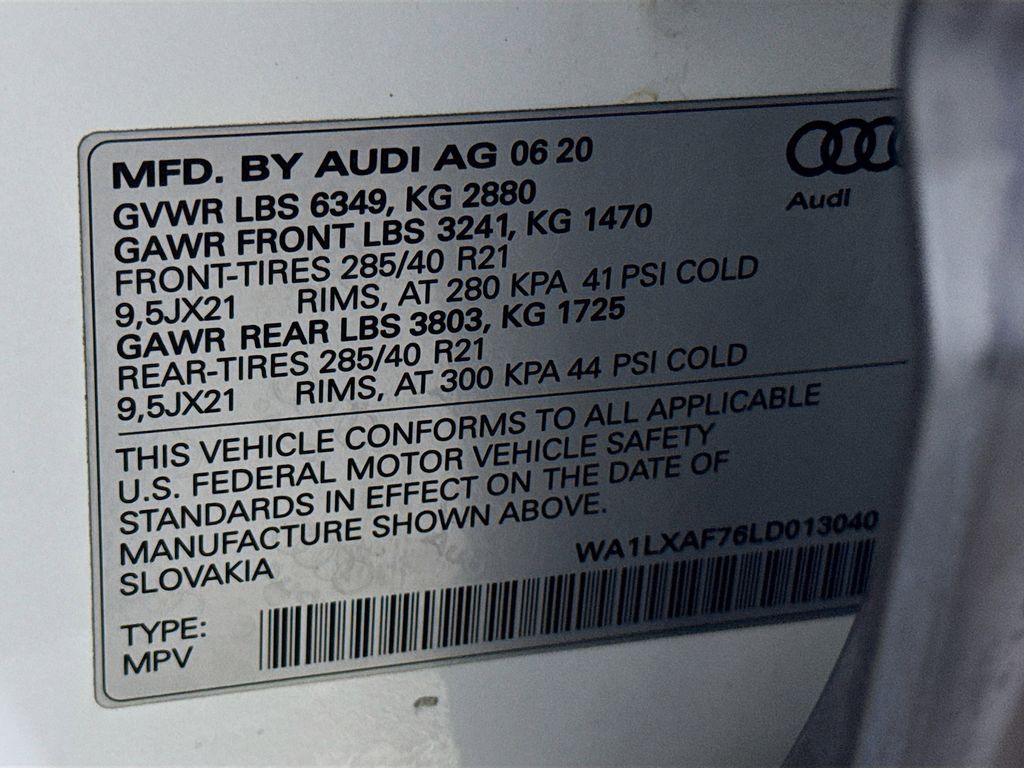 MFD. BY AUDI AG 06 20
Audi
GVWR LBS 6349, KG 2880
GAWR FRONT LBS 3241, KG 1470
FRONT-TIRES 285/40 R21
9,5JX21 RIMS, AT 280 KPA 41 PSI COLD
GAWR REAR LBS 3803, KG 1725
REAR-TIRES 285/40 R21
9,5JX21 RIMS, AT 300 KPA 44 PSI COLD
THIS VEHICLE CONFORMS TO ALL APPLICABLE
U.S. FEDERAL MOTOR VEHICLE SAFETY
STANDARDS IN EFFECT ON THE DATE OF
MANUFACTURE SHOWN ABOVE.
SLOVAKIA
WA1LXAF76LD013040
TYPE:
MPV